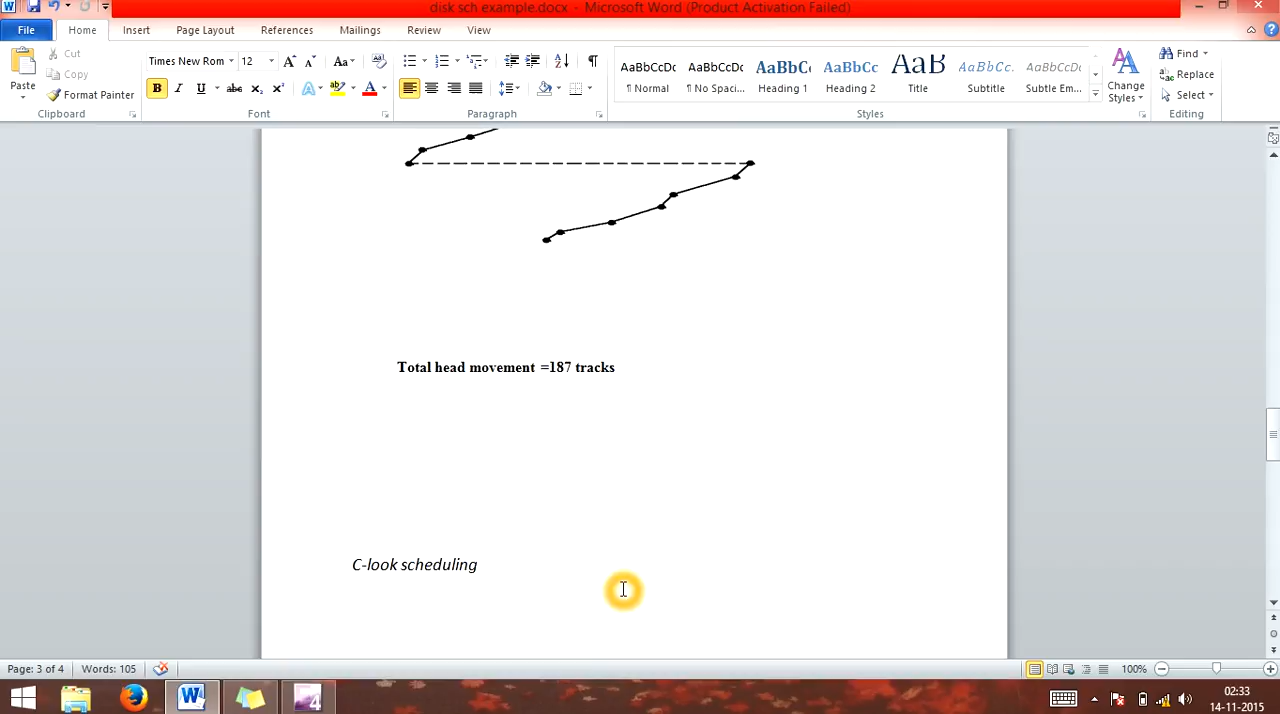 disk sch example.docx - Microsoft Word (Product Activation Failed)
File Home Insert Page Layout References Mailings Review View
Paste
Cut
Copy
Format Painter
Clipboard
Times New Rom 12
Font
Paragraph
AaBbCcDc AaBbCcDc AaBbC AaBbCc AaB AaBbCc. AaBbCcDc
¶ Normal ¶ No Spaci... Heading 1 Heading 2 Title Subtitle Subtle Em...
Change
Styles
Styles
Find
Replace
Select
Editing
Total head movement =187 tracks
C-look scheduling
Page: 3 of 4 Words: 105 100%
02:33
14-11-2015